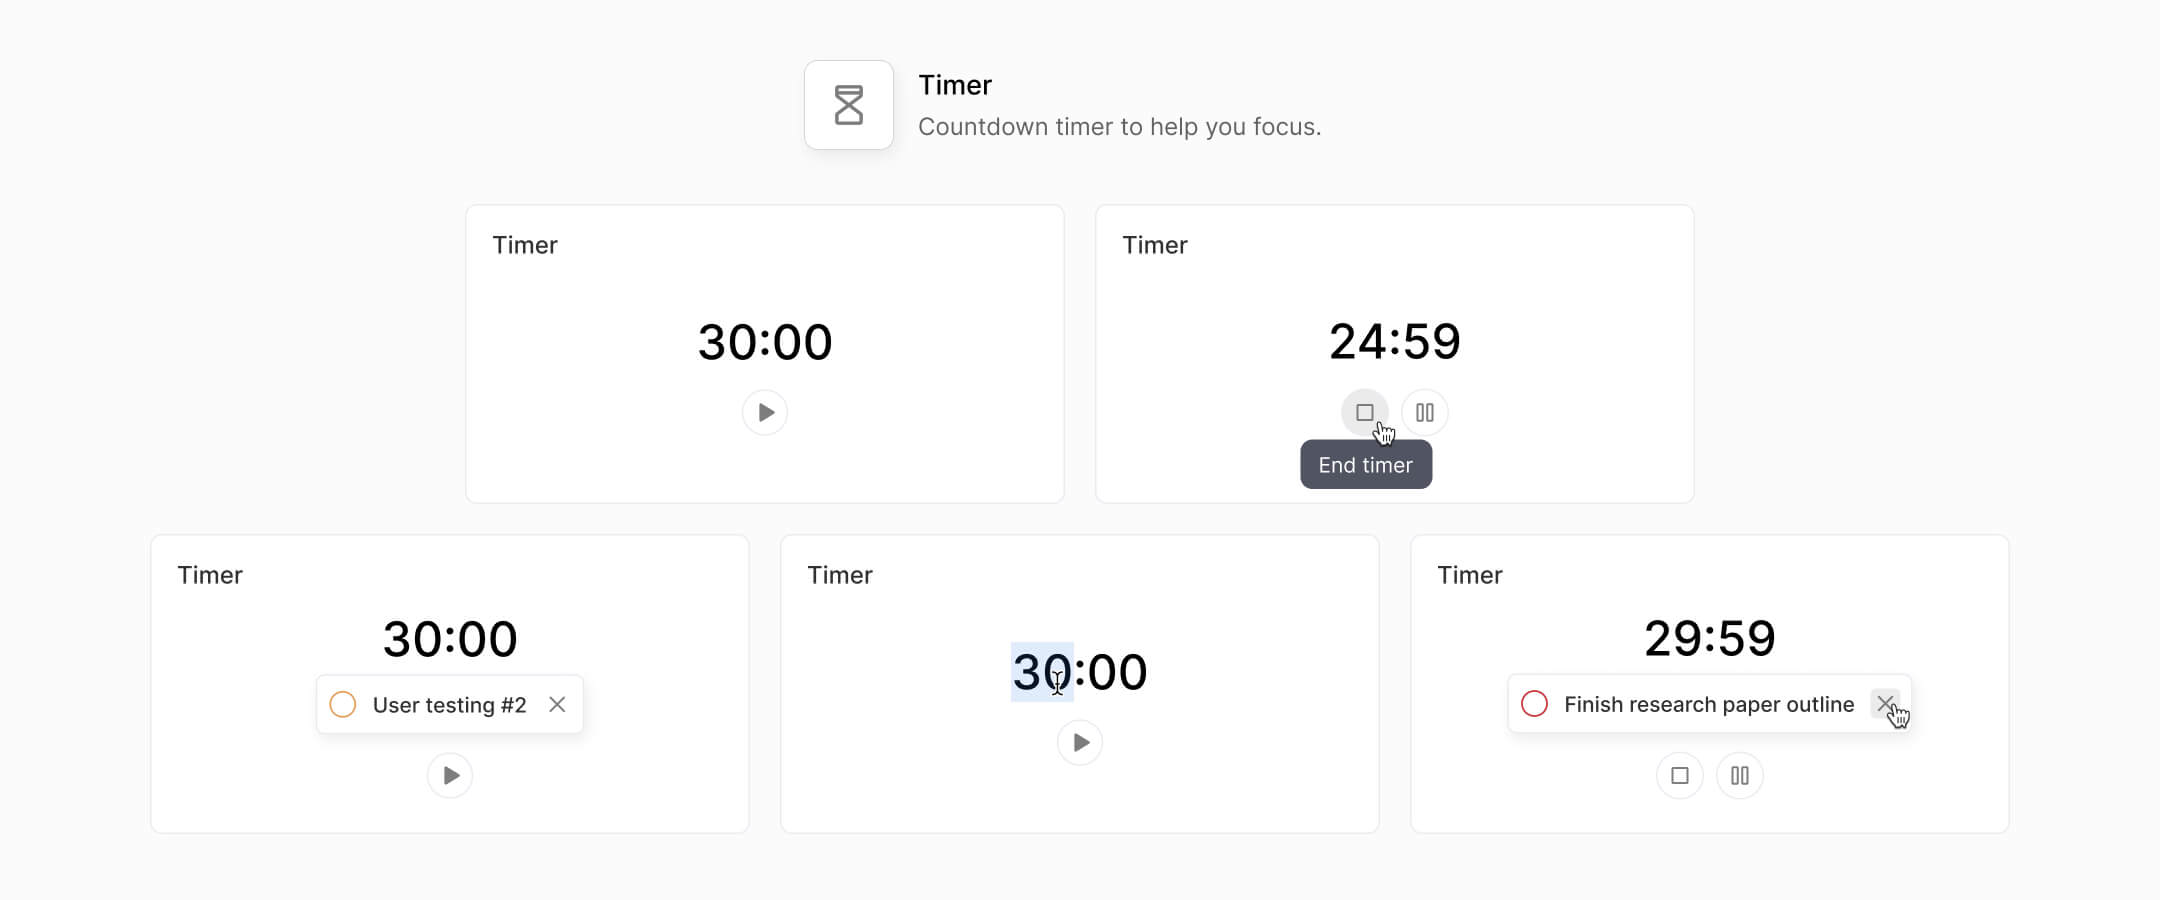 Timer
Countdown timer to help you focus.
Timer
30:00
Timer
24:59
End timer
Timer
30:00
User testing #2
Timer
30:00
Timer
29:59
Finish research paper outline